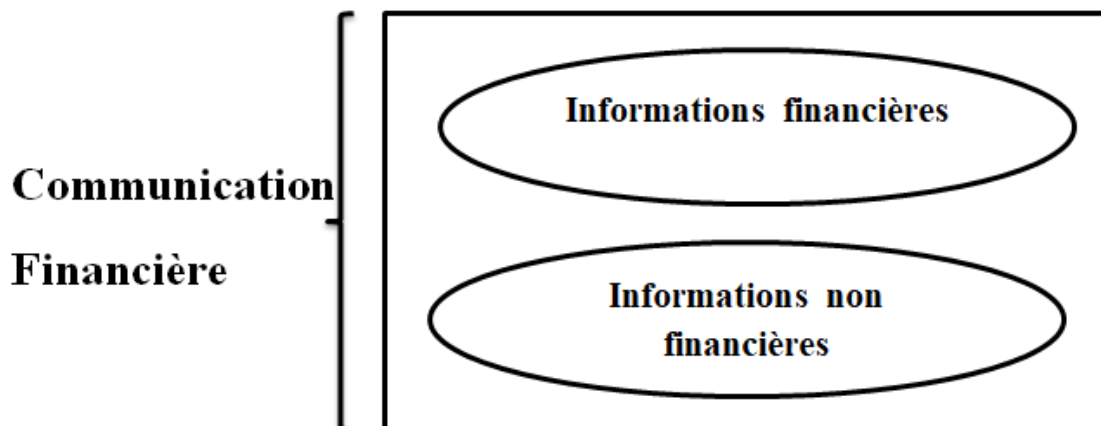 Communication
Financière
Informations financières
Informations non
financières